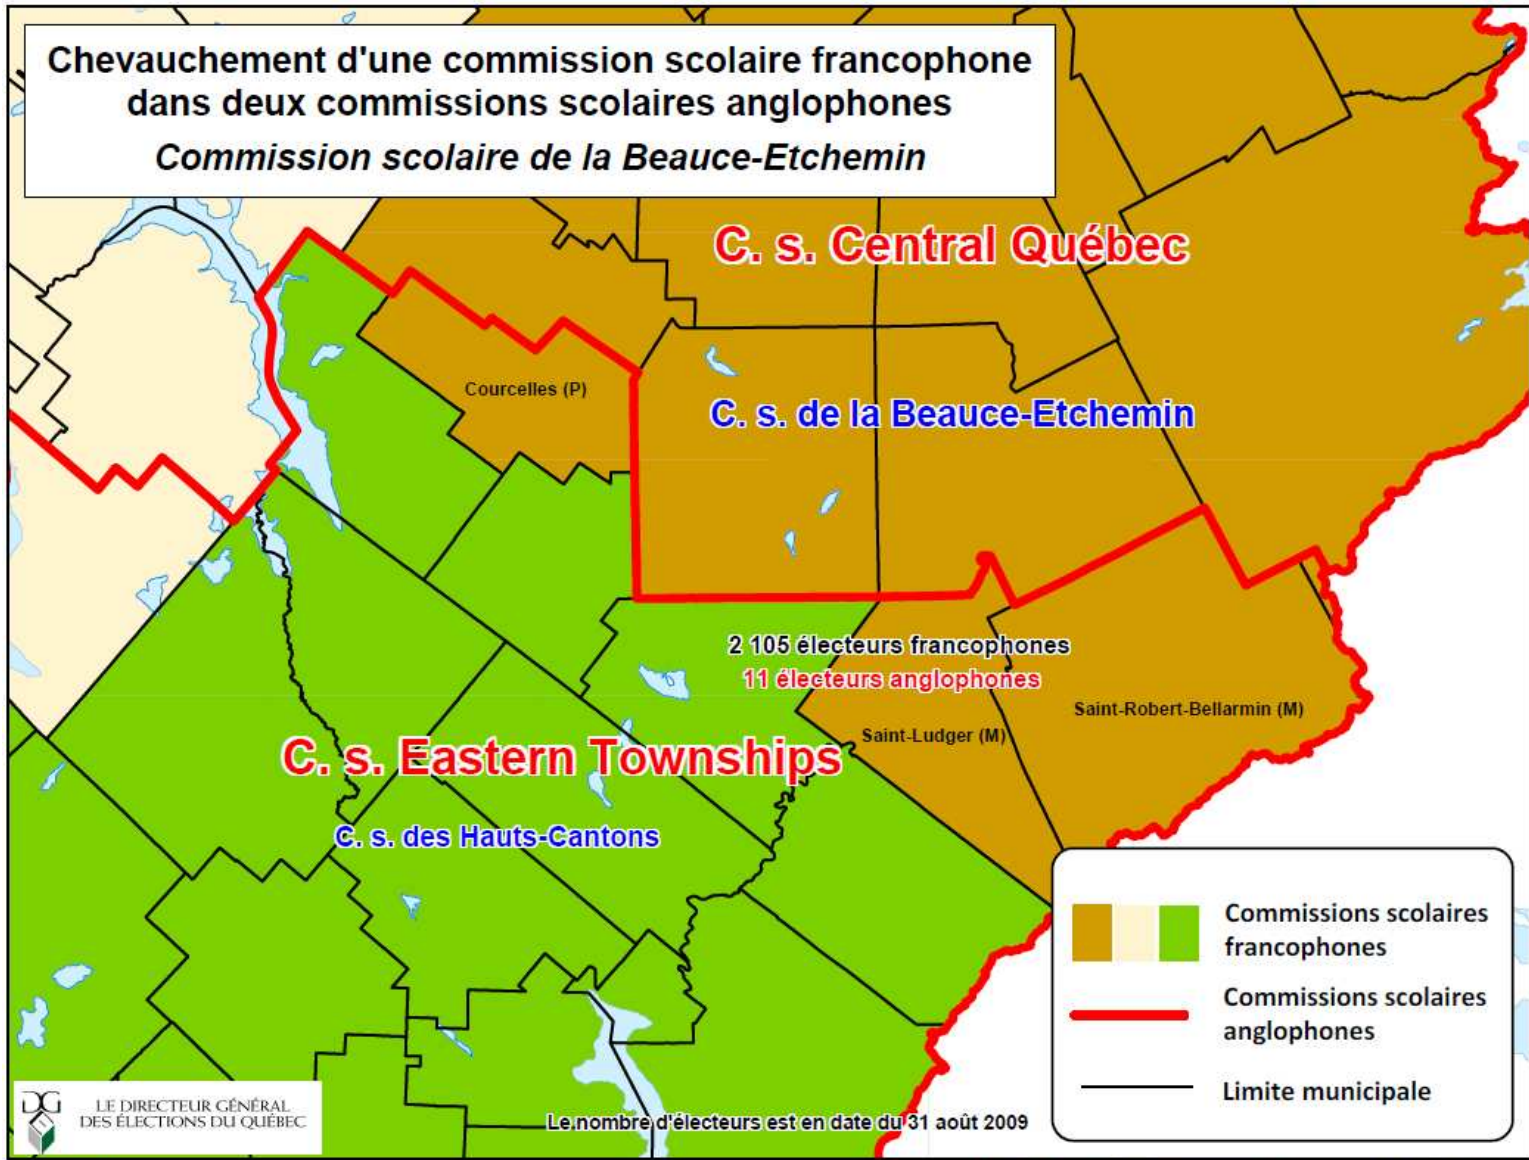 Chevauchement d'une commission scolaire francophone
dans deux commissions scolaires anglophones
Commission scolaire de la Beauce-Etchemin
C. s. Central Québec
Courcelles (P)
C. s. de la Beauce-Etchemin
2 105 électeurs francophones
11 électeurs anglophones
Saint-Robert-Bellarmin (M)
Saint-Ludger (M)
C. s. Eastern Townships
C. s. des Hauts-Cantons
Commissions scolaires
francophones
Commissions scolaires
anglophones
Limite municipale
DG
LE DIRECTEUR GÉNÉRAL
DES ÉLECTIONS DU QUÉBEC
Le nombre d'électeurs est en date du 31 août 2009